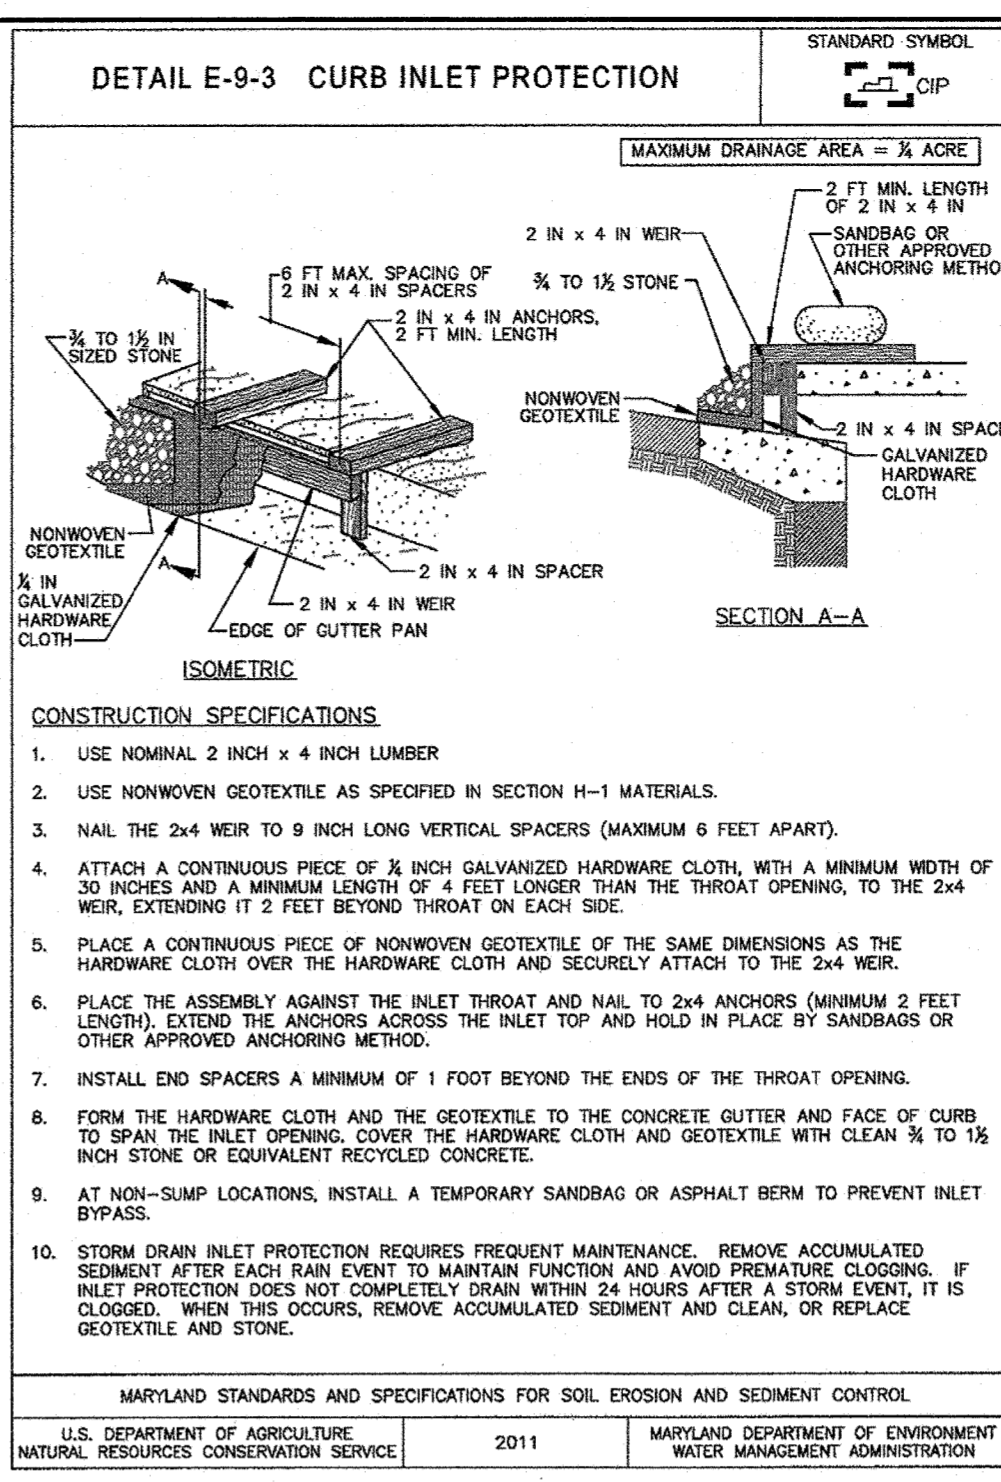 DETAIL E-9-3 CURB INLET PROTECTION
STANDARD SYMBOL
CIP
MAXIMUM DRAINAGE AREA = ¼ ACRE
6 FT MAX. SPACING OF
2 IN x 4 IN SPACERS
2 IN x 4 IN ANCHORS,
2 FT MIN. LENGTH
A
¾ TO 1½ IN
SIZED STONE
NONWOVEN
GEOTEXTILE
A
¼ IN
GALVANIZED
HARDWARE
CLOTH
2 IN x 4 IN SPACER
2 IN x 4 IN WEIR
EDGE OF GUTTER PAN
ISOMETRIC
2 FT MIN. LENGTH
OF 2 IN x 4 IN
2 IN x 4 IN WEIR
SANDBAG OR
OTHER APPROVED
ANCHORING METHO
¾ TO 1½ STONE
NONWOVEN
GEOTEXTILE
2 IN x 4 IN SPAC
GALVANIZED
HARDWARE
CLOTH
SECTION A-A
CONSTRUCTION SPECIFICATIONS
1. USE NOMINAL 2 INCH x 4 INCH LUMBER
2. USE NONWOVEN GEOTEXTILE AS SPECIFIED IN SECTION H-1 MATERIALS.
3. NAIL THE 2x4 WEIR TO 9 INCH LONG VERTICAL SPACERS (MAXIMUM 6 FEET APART).
4. ATTACH A CONTINUOUS PIECE OF ¼ INCH GALVANIZED HARDWARE CLOTH, WITH A MINIMUM WIDTH OF
30 INCHES AND A MINIMUM LENGTH OF 4 FEET LONGER THAN THE THROAT OPENING, TO THE 2x4
WEIR, EXTENDING IT 2 FEET BEYOND THROAT ON EACH SIDE.
5. PLACE A CONTINUOUS PIECE OF NONWOVEN GEOTEXTILE OF THE SAME DIMENSIONS AS THE
HARDWARE CLOTH OVER THE HARDWARE CLOTH AND SECURELY ATTACH TO THE 2x4 WEIR.
6. PLACE THE ASSEMBLY AGAINST THE INLET THROAT AND NAIL TO 2x4 ANCHORS (MINIMUM 2 FEET
LENGTH). EXTEND THE ANCHORS ACROSS THE INLET TOP AND HOLD IN PLACE BY SANDBAGS OR
OTHER APPROVED ANCHORING METHOD.
7. INSTALL END SPACERS A MINIMUM OF 1 FOOT BEYOND THE ENDS OF THE THROAT OPENING.
8. FORM THE HARDWARE CLOTH AND THE GEOTEXTILE TO THE CONCRETE GUTTER AND FACE OF CURB
TO SPAN THE INLET OPENING. COVER THE HARDWARE CLOTH AND GEOTEXTILE WITH CLEAN ¾ TO 1½
INCH STONE OR EQUIVALENT RECYCLED CONCRETE.
9. AT NON-SUMP LOCATIONS, INSTALL A TEMPORARY SANDBAG OR ASPHALT BERM TO PREVENT INLET
BYPASS.
10. STORM DRAIN INLET PROTECTION REQUIRES FREQUENT MAINTENANCE. REMOVE ACCUMULATED
SEDIMENT AFTER EACH RAIN EVENT TO MAINTAIN FUNCTION AND AVOID PREMATURE CLOGGING. IF
INLET PROTECTION DOES NOT COMPLETELY DRAIN WITHIN 24 HOURS AFTER A STORM EVENT, IT IS
CLOGGED. WHEN THIS OCCURS, REMOVE ACCUMULATED SEDIMENT AND CLEAN, OR REPLACE
GEOTEXTILE AND STONE.
MARYLAND STANDARDS AND SPECIFICATIONS FOR SOIL EROSION AND SEDIMENT CONTROL
U.S. DEPARTMENT OF AGRICULTURE
NATURAL RESOURCES CONSERVATION SERVICE
2011
MARYLAND DEPARTMENT OF ENVIRONMENT
WATER MANAGEMENT ADMINISTRATION